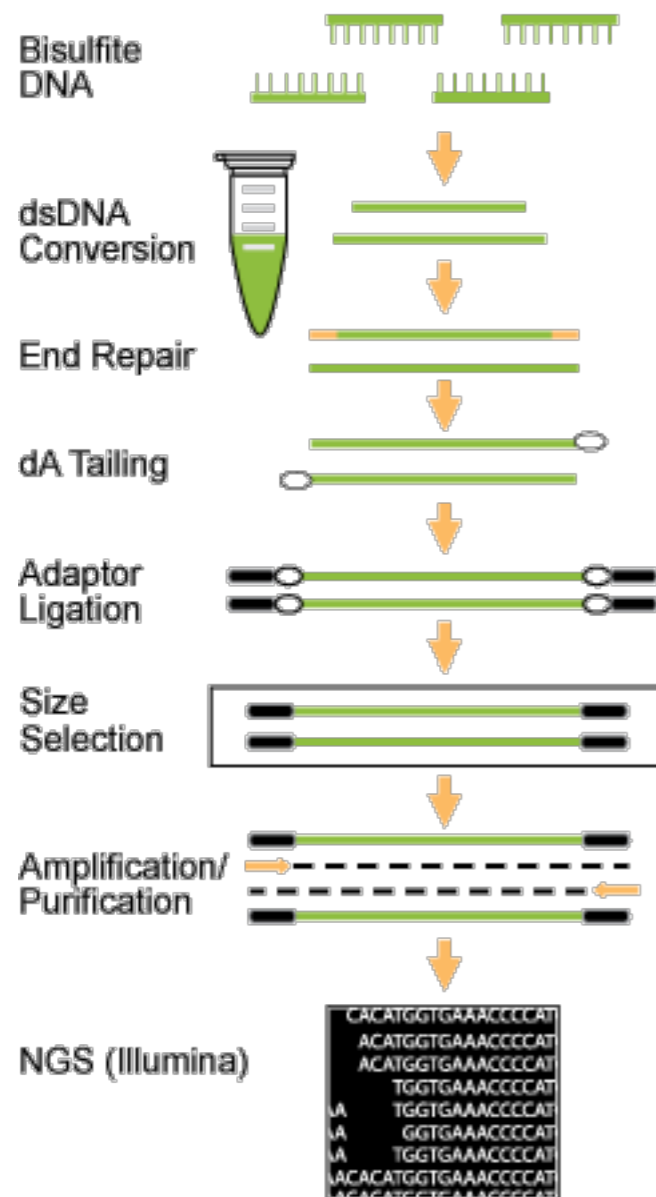 Bisulfite
DNA
dsDNA
Conversion
End Repair
dA Tailing
Adaptor
Ligation
Size
Selection
Amplification/
Purification
NGS (Illumina)
CACATGGTGAAACCCCAT
ACATGGTGAAACCCCAT
ACATGGTGAAACCCCAT
TGGTGAAACCCCAT
A TGGTGAAACCCCAT
A GGTGAAACCCCAT
A TGGTGAAACCCCAT
ACACATGGTGAAACCCCAT